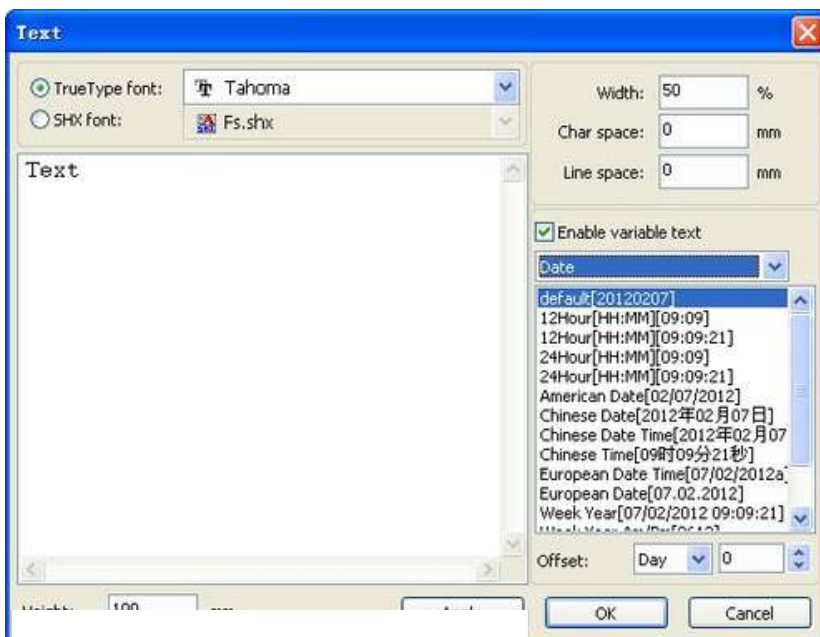 Text
TrueType font: Tahoma
SHX font: Fs.shx
Text
Width: 50 %
Char space: 0 mm
Line space: 0 mm
Enable variable text
Date
default[20120207]
12Hour[HH:MM][09:09]
12Hour[HH:MM][09:09:21]
24Hour[HH:MM][09:09]
24Hour[HH:MM][09:09:21]
American Date[02/07/2012]
Chinese Date[2012年02月07日]
Chinese Date Time[2012年02月07
Chinese Time[09时09分21秒]
European Date Time[07/02/2012a]
European Date[07.02.2012]
Week Year[07/02/2012 09:09:21]
Offset: Day 0
Height: 100 mm
OK
Cancel